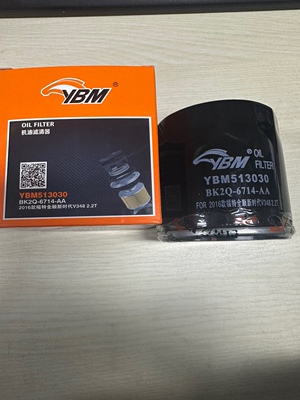 YBM
OIL FILTER
机油滤清器
YBM513030
BK2Q-6714-AA
2016款福特全顺新时代V348 2.2T
YBM
OIL
FILTER
YBM513030
BK2Q-6714-AA
FOR 2016款福特全顺新时代V348 2.2T